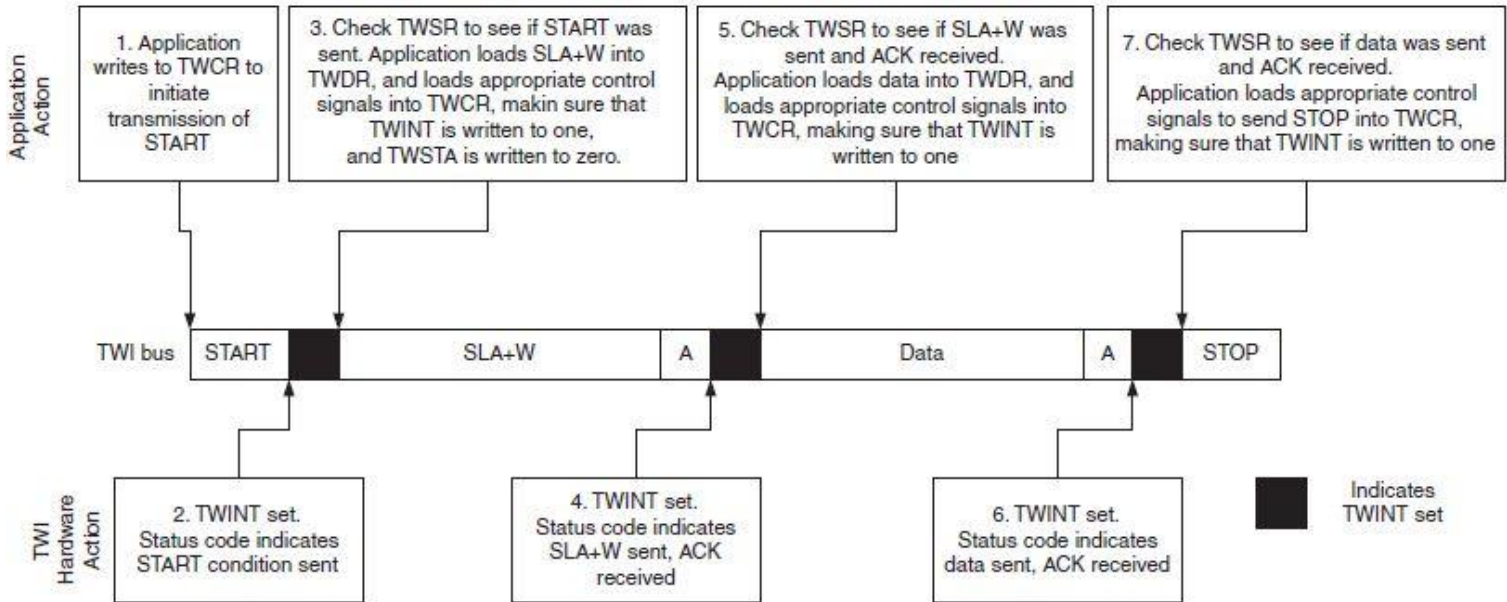 Application
Action
1. Application
writes to TWCR to
initiate
transmission of
START
3. Check TWSR to see if START was
sent. Application loads SLA+W into
TWDR, and loads appropriate control
signals into TWCR, makin sure that
TWINT is written to one,
and TWSTA is written to zero.
5. Check TWSR to see if SLA+W was
sent and ACK received.
Application loads data into TWDR, and
loads appropriate control signals into
TWCR, making sure that TWINT is
written to one
7. Check TWSR to see if data was sent
and ACK received.
Application loads appropriate control
signals to send STOP into TWCR,
making sure that TWINT is written to one
TWI bus
START
SLA+W
A
Data
A
STOP
TWI
Hardware
Action
2. TWINT set.
Status code indicates
START condition sent
4. TWINT set.
Status code indicates
SLA+W sent, ACK
received
6. TWINT set.
Status code indicates
data sent, ACK received
Indicates
TWINT set